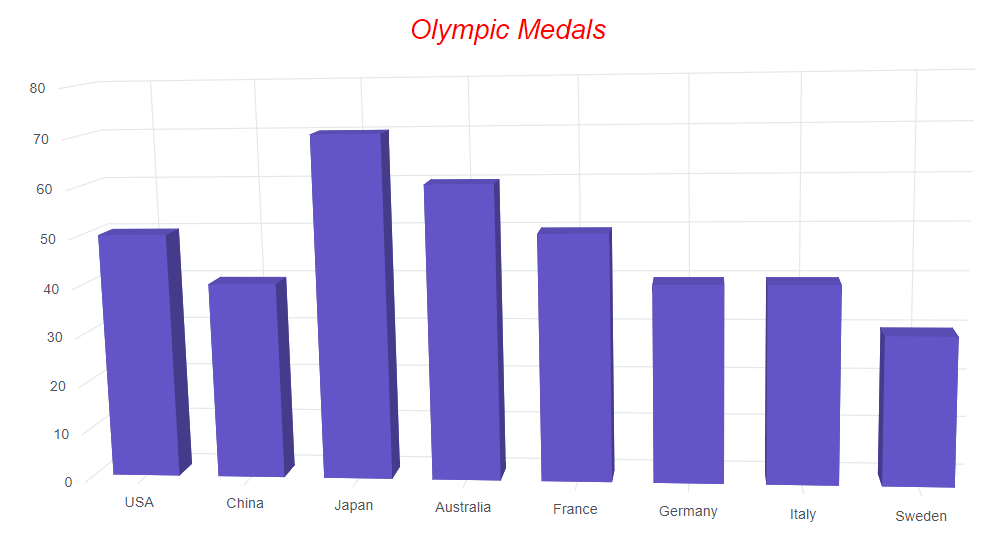 Olympic Medals
80
70
60
50
40
30
20
10
0
USA
China
Japan
Australia
France
Germany
Italy
Sweden